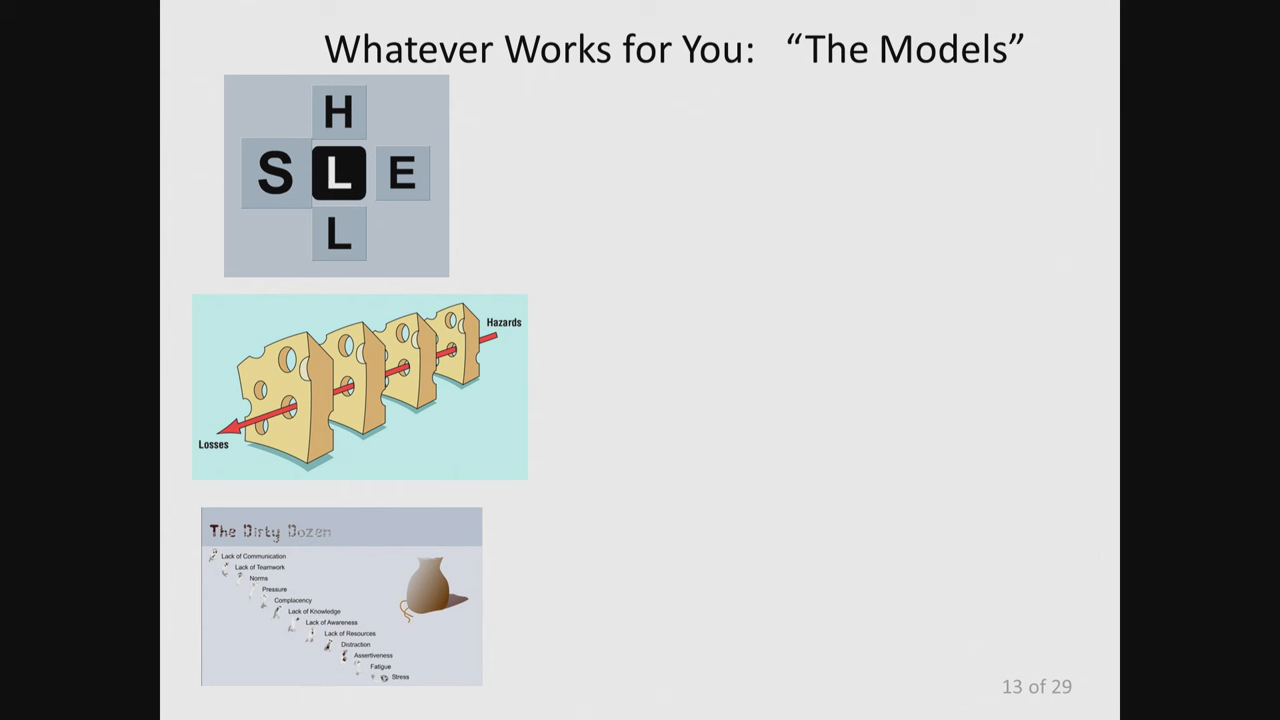 Whatever Works for You: “The Models”
H
S L E
L
Hazards
Losses
The Dirty Dozen
Lack of Communication
Lack of Teamwork
Norms
Pressure
Complacency
Lack of Knowledge
Lack of Awareness
Lack of Resources
Distraction
Assertiveness
Fatigue
Stress
13 of 29